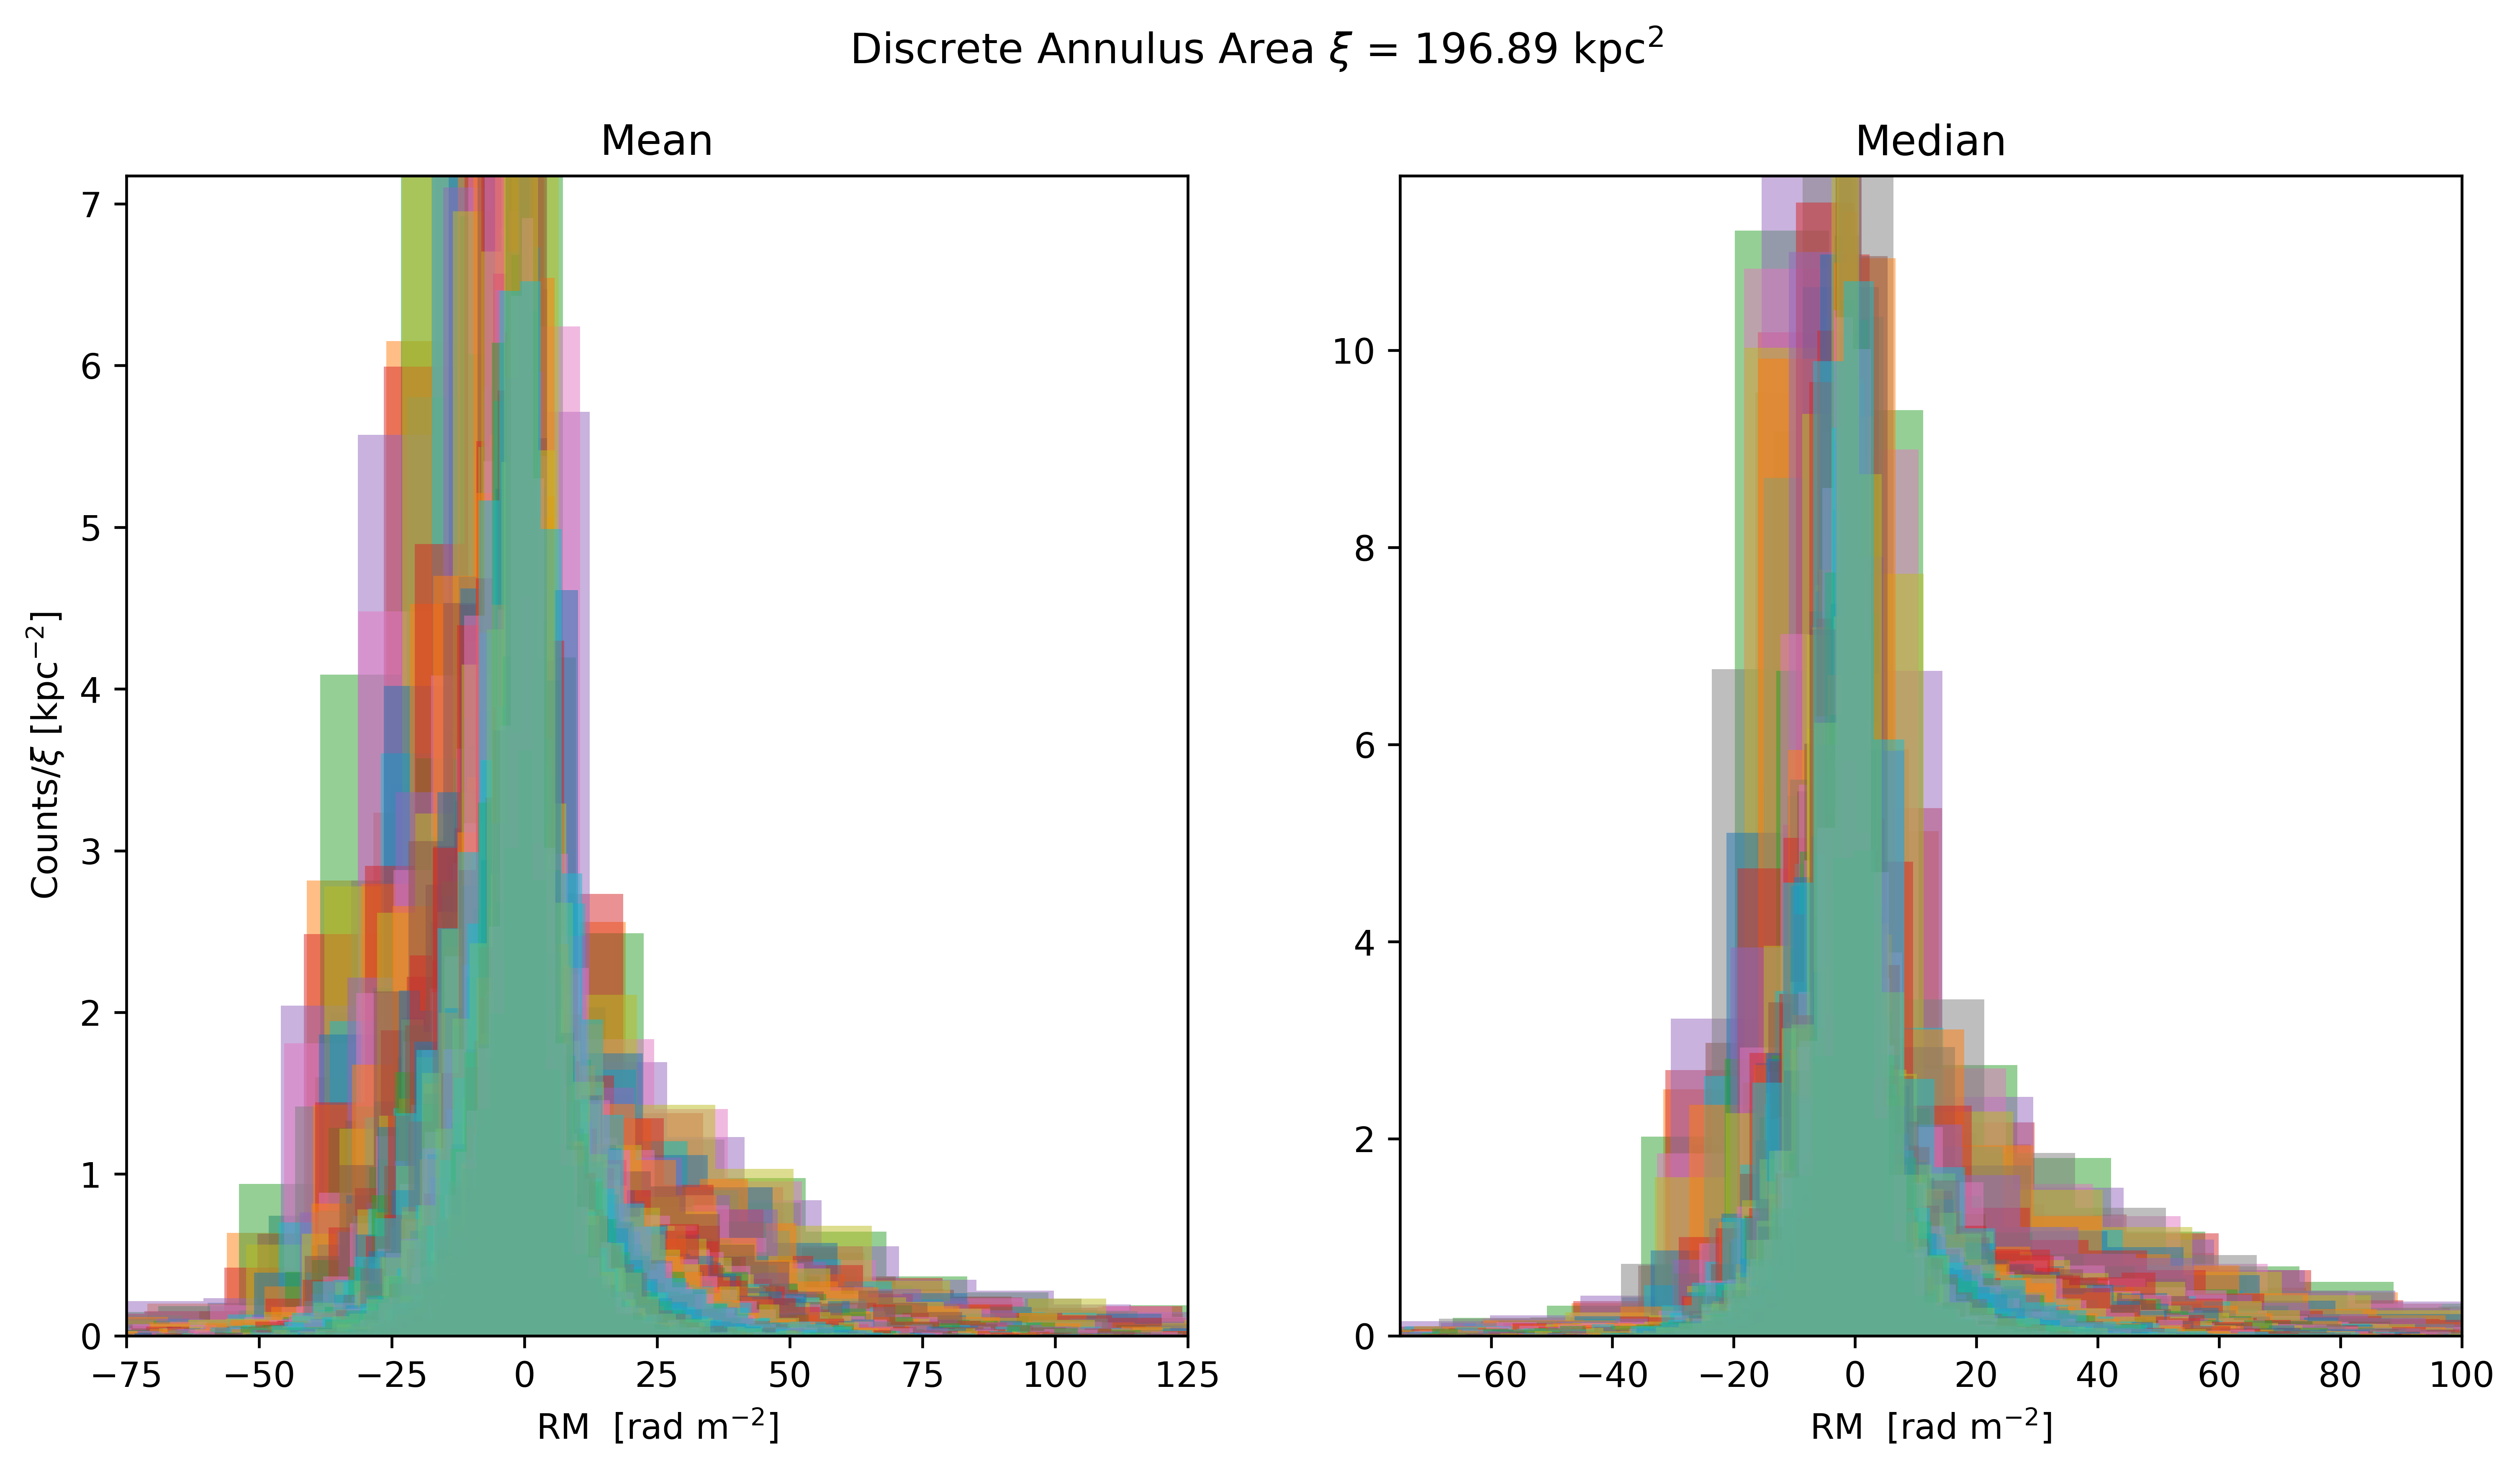 Discrete Annulus Area ξ = 196.89 kpc²
Mean
Median
7
6
5
4
3
2
1
0
Counts/ξ [kpc⁻²]
−75 −50 −25 0 25 50 75 100 125
RM [rad m⁻²]
10
8
6
4
2
0
−60 −40 −20 0 20 40 60 80 100
RM [rad m⁻²]